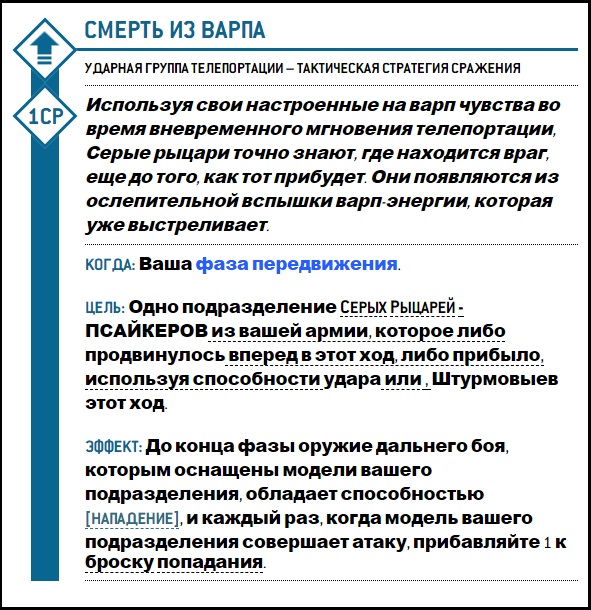 СМЕРТЬ ИЗ ВАРПА
УДАРНАЯ ГРУППА ТЕЛЕПОРТАЦИИ – ТАКТИЧЕСКАЯ СТРАТЕГИЯ СРАЖЕНИЯ
1CP
Используя свои настроенные на варп чувства во
время вневременного мгновения телепортации,
Серые рыцари точно знают, где находится враг,
еще до того, как тот прибудет. Они появляются из
ослепительной вспышки варп-энергии, которая
уже выстреливает.
КОГДА: Ваша фаза передвижения.
ЦЕЛЬ: Одно подразделение Серых Рыцарей -
ПСАЙКЕРОВ из вашей армии, которое либо
продвинулось вперед в этот ход, либо прибыло,
используя способности удара или , Штурмовыев
этот ход.
ЭФФЕКТ: До конца фазы оружие дальнего боя,
которым оснащены модели вашего
подразделения, обладает способностью
[НАПАДЕНИЕ], и каждый раз, когда модель вашего
подразделения совершает атаку, прибавляйте 1 к
броску попадания.